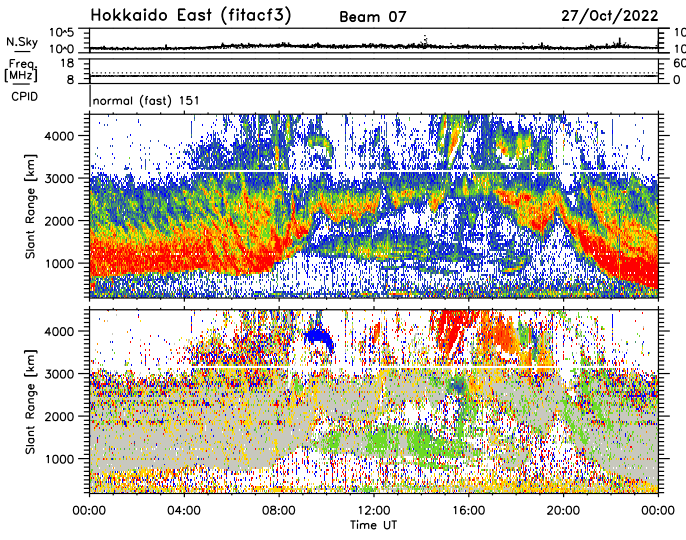 Hokkaido East (fitacf3) Beam 07 27/Oct/2022
N.Sky 10^5 10^0
Freq. [MHz] 18 8 60 0
CPID normal (fast) 151
Slant Range [km] 4000 3000 2000 1000
Slant Range [km] 4000 3000 2000 1000
00:00 04:00 08:00 12:00 16:00 20:00 00:00
Time UT